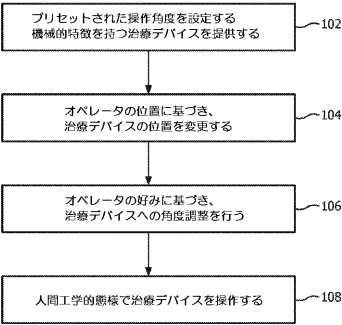 プリセットされた操作角度を設定する
機械的特徴を持つ治療デバイスを提供する
102
オペレータの位置に基づき、
治療デバイスの位置を変更する
104
オペレータの好みに基づき、
治療デバイスへの角度調整を行う
106
人間工学的態様で治療デバイスを操作する
108